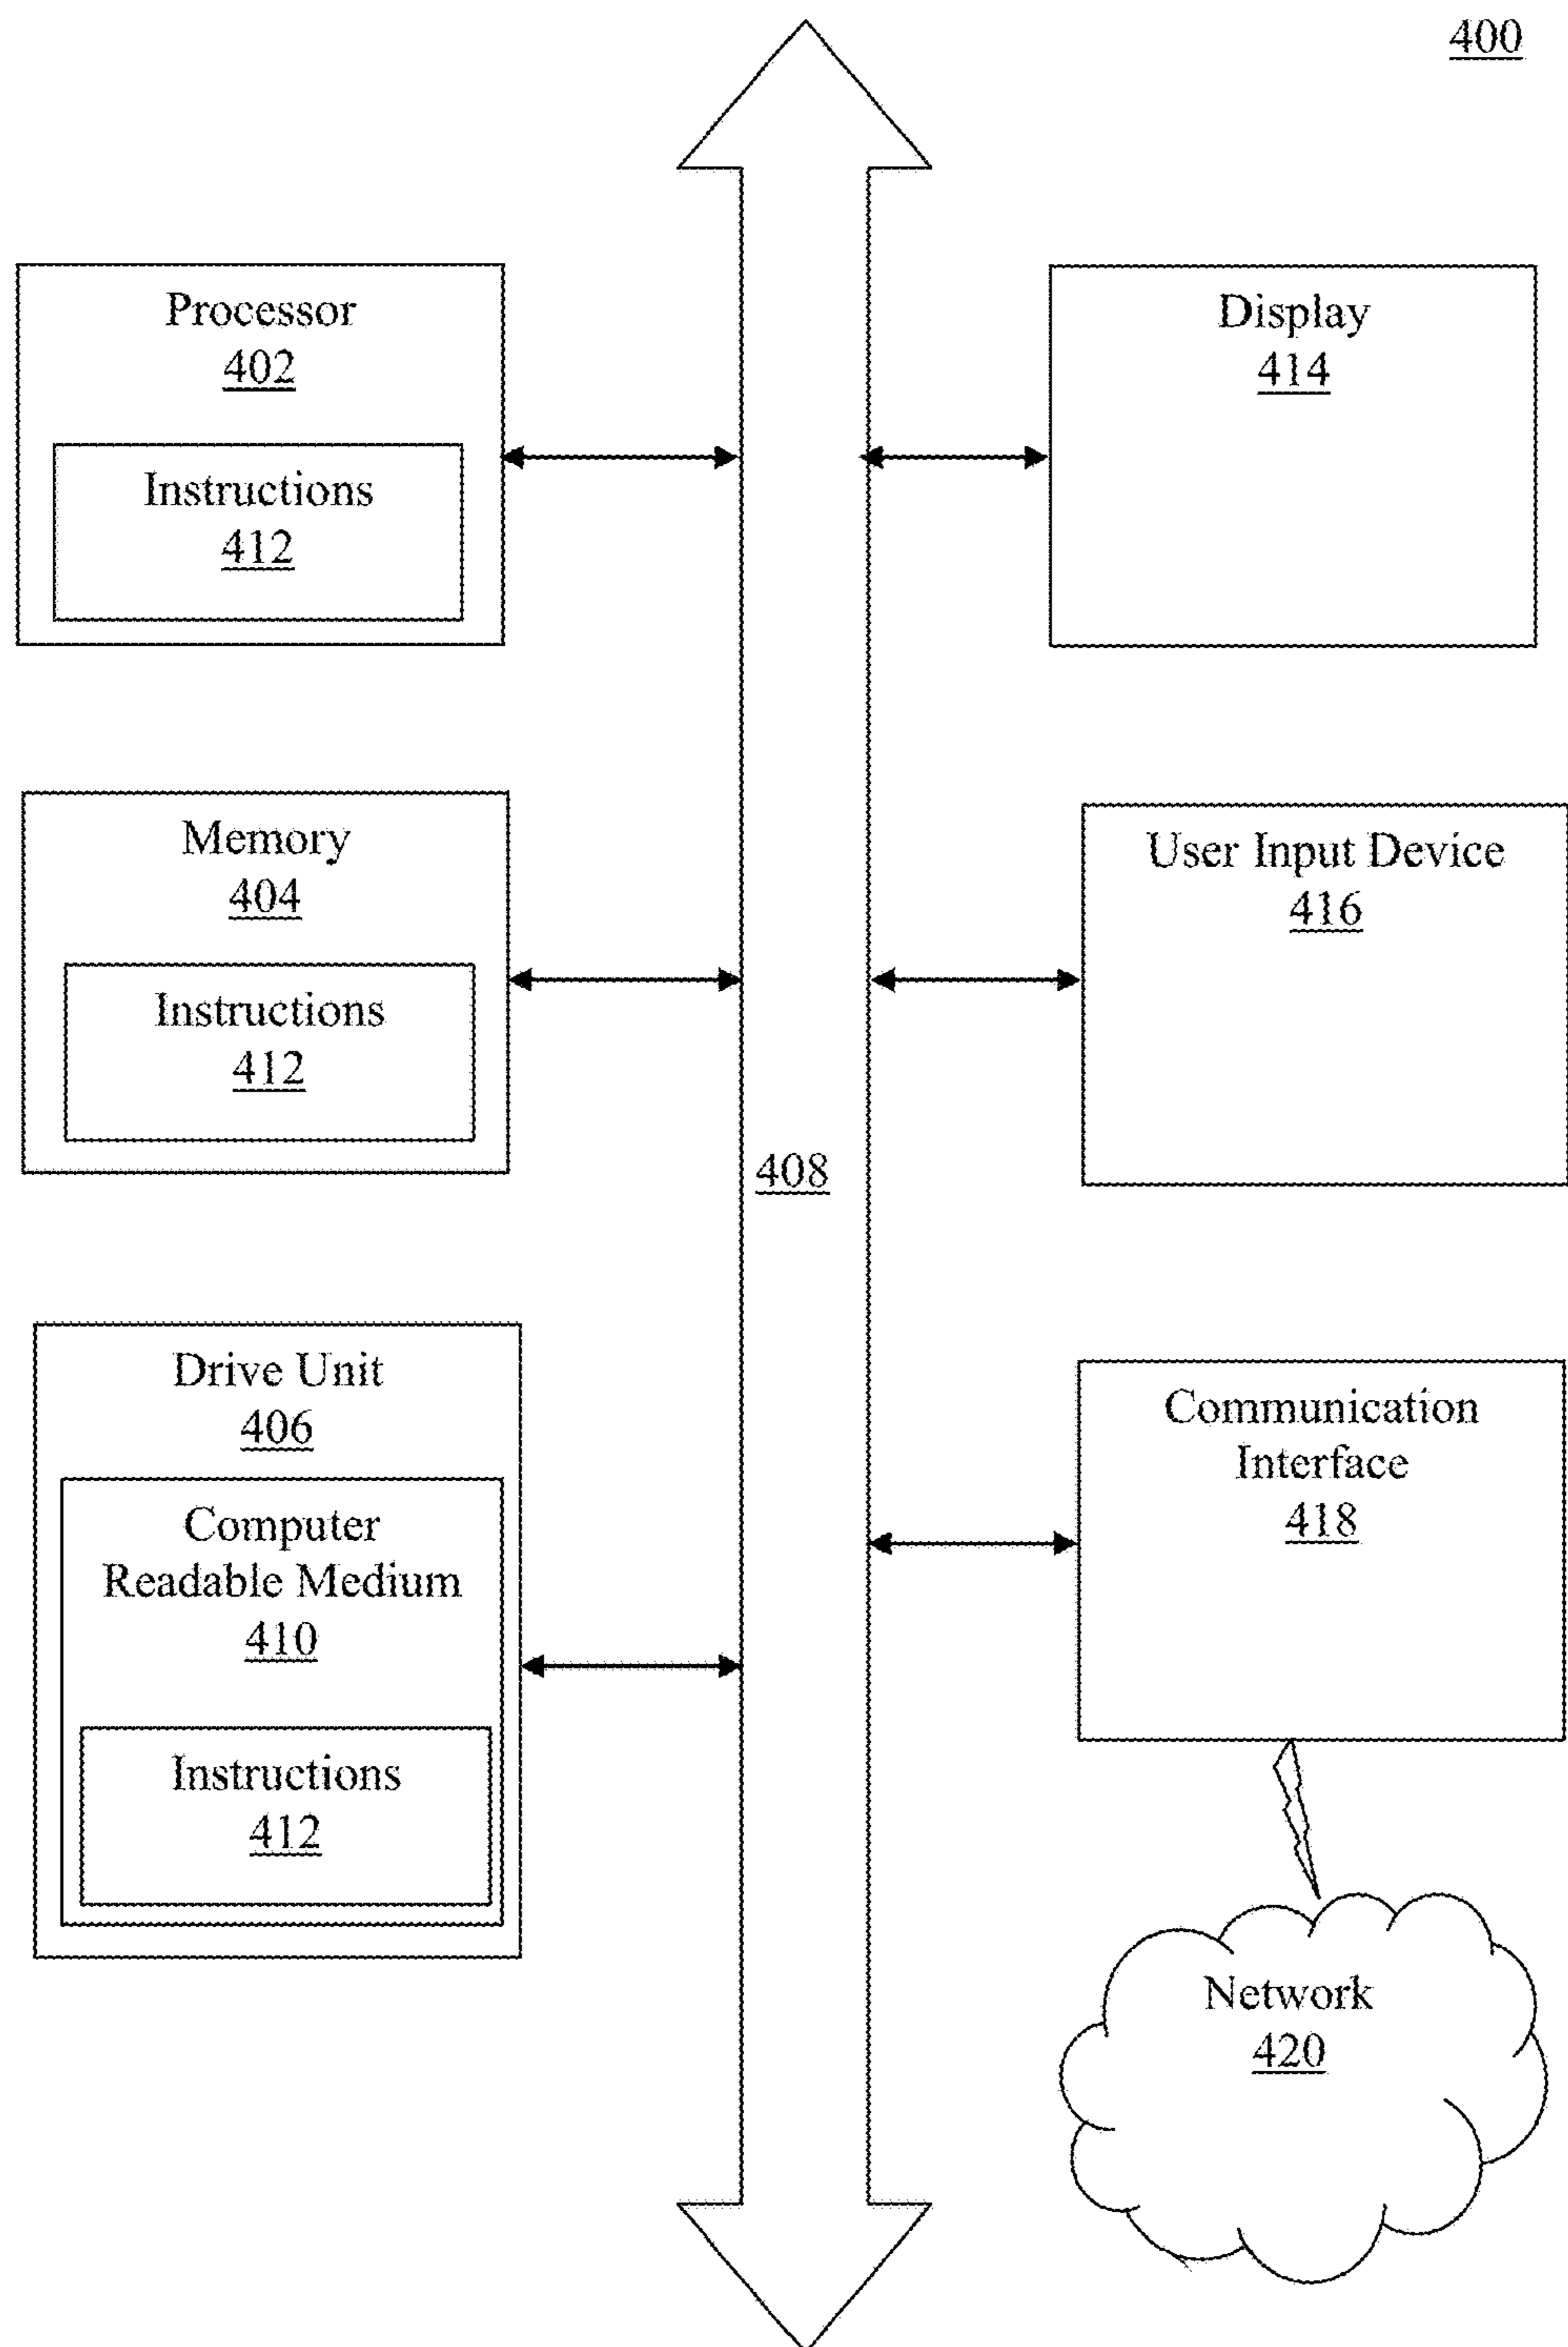 400
Processor
402
Instructions
412
Memory
404
Instructions
412
Drive Unit
406
Computer
Readable Medium
410
Instructions
412
408
Display
414
User Input Device
416
Communication
Interface
418
Network
420